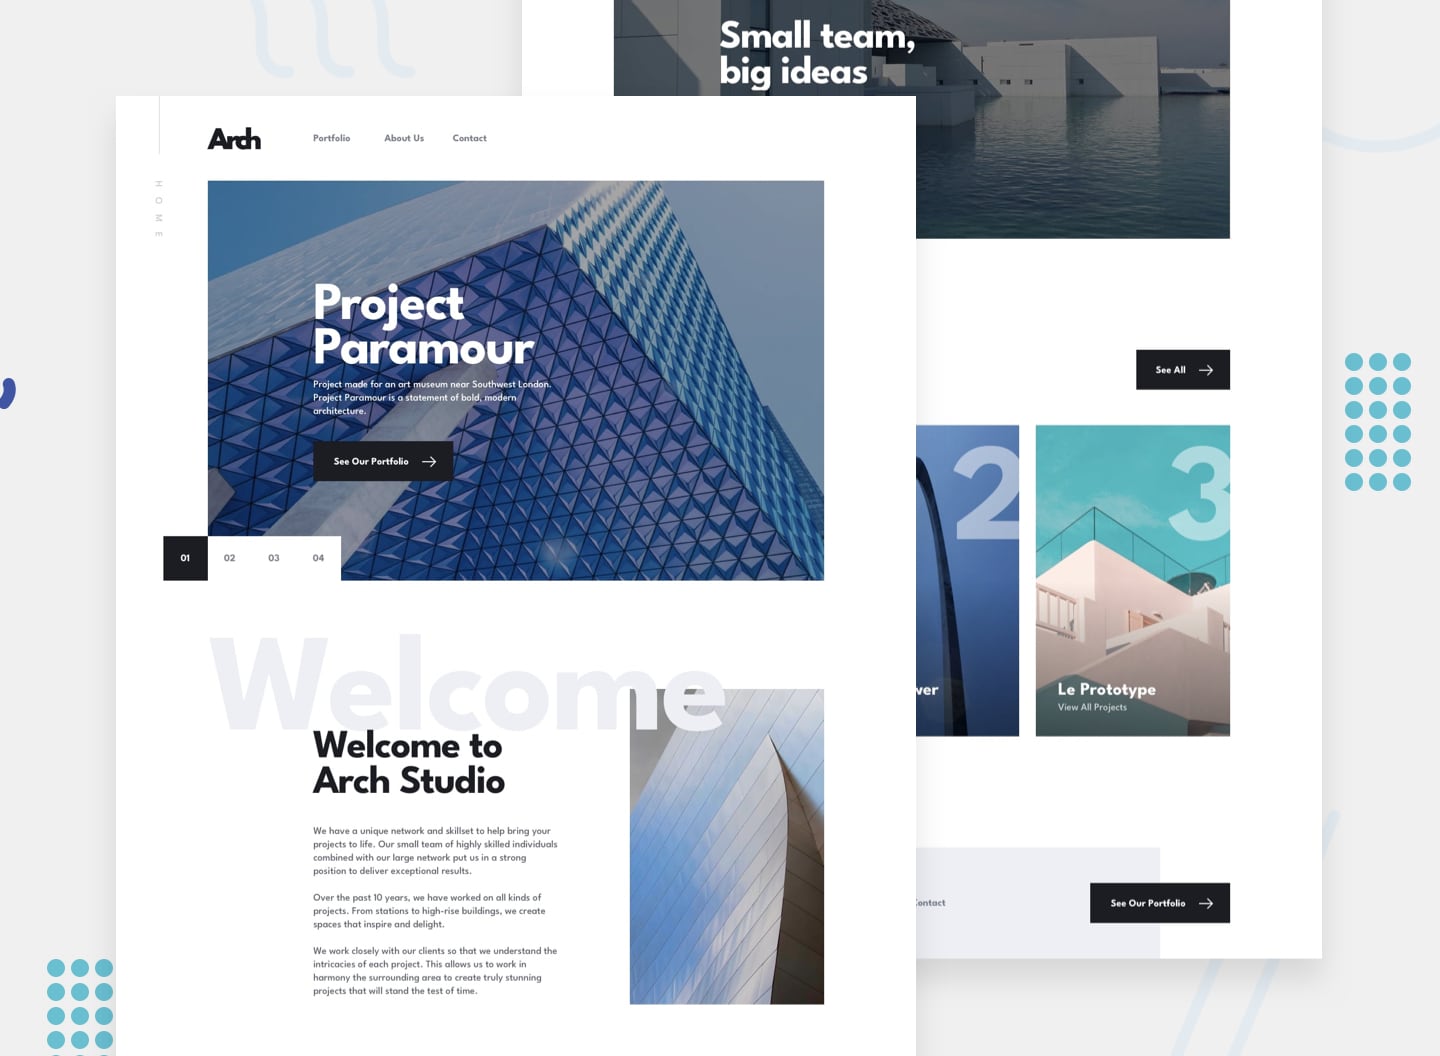 Small team,
big ideas
Arch
Portfolio
About Us
Contact
HOME
Project
Paramour
Project made for an art museum near Southwest London.
Project Paramour is a statement of bold, modern
architecture.
See Our Portfolio
01
02
03
04
See All
2
3
Le Prototype
View All Projects
Welcome
Welcome to
Arch Studio
We have a unique network and skillset to help bring your
projects to life. Our small team of highly skilled individuals
combined with our large network put us in a strong
position to deliver exceptional results.
Over the past 10 years, we have worked on all kinds of
projects. From stations to high-rise buildings, we create
spaces that inspire and delight.
We work closely with our clients so that we understand the
intricacies of each project. This allows us to work in
harmony the surrounding area to create truly stunning
projects that will stand the test of time.
Contact
See Our Portfolio